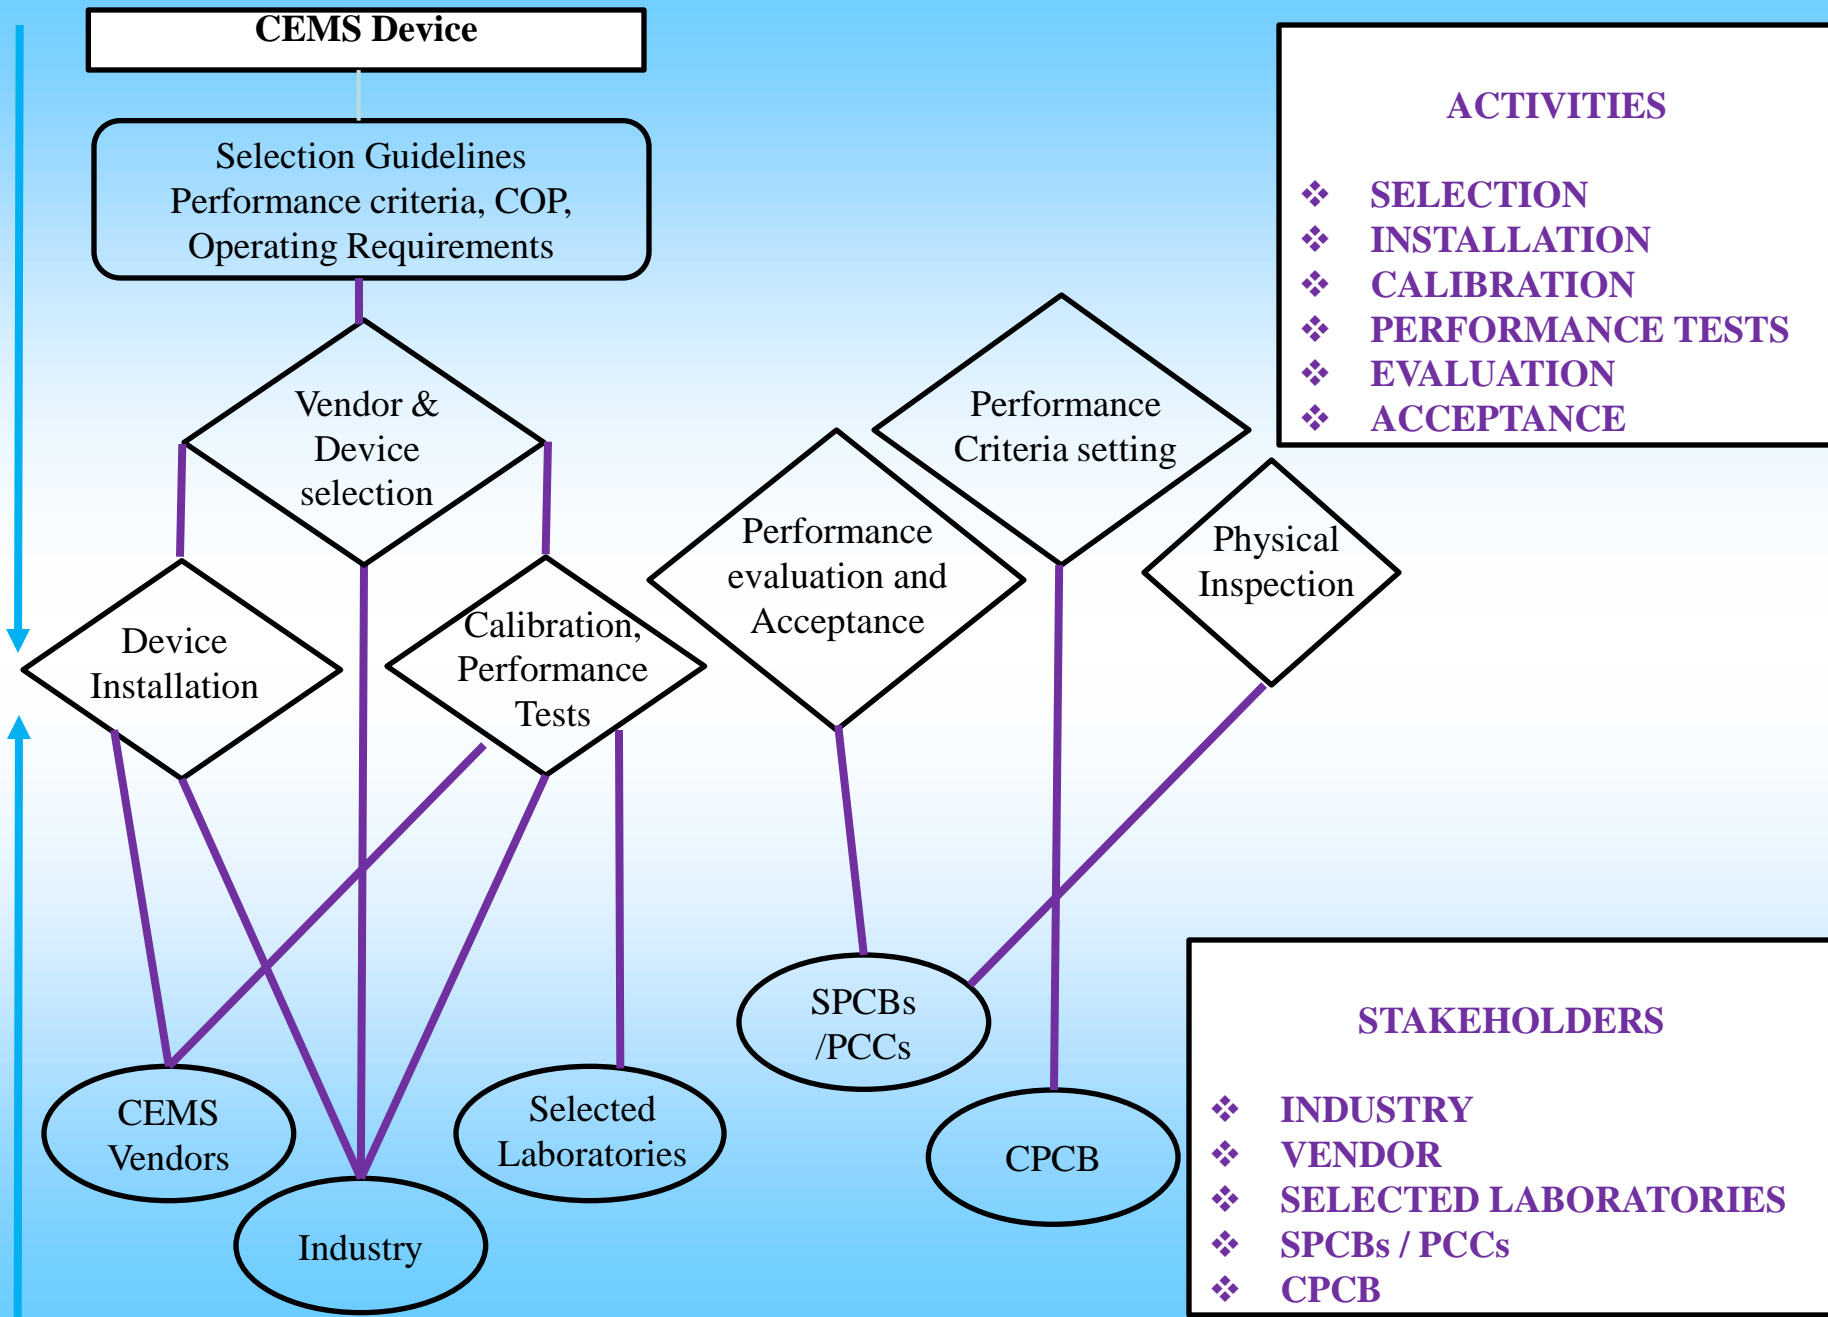 CEMS Device
Selection Guidelines
Performance criteria, COP,
Operating Requirements
Vendor &
Device
selection
Device
Installation
Calibration,
Performance
Tests
Performance
evaluation and
Acceptance
Performance
Criteria setting
Physical
Inspection
CEMS
Vendors
Industry
Selected
Laboratories
SPCBs
/PCCs
CPCB
ACTIVITIES
❖ SELECTION
❖ INSTALLATION
❖ CALIBRATION
❖ PERFORMANCE TESTS
❖ EVALUATION
❖ ACCEPTANCE
STAKEHOLDERS
❖ INDUSTRY
❖ VENDOR
❖ SELECTED LABORATORIES
❖ SPCBs / PCCs
❖ CPCB